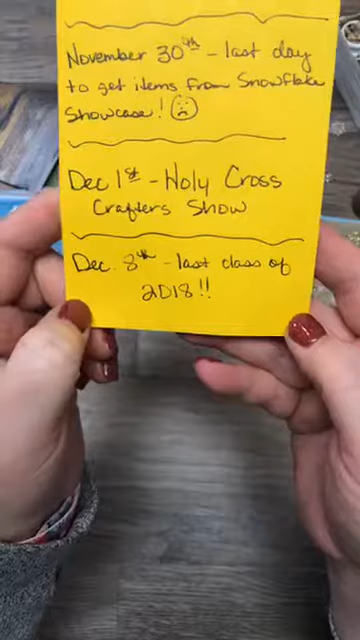 November 30th - last day
to get items from Snowflake
Showcase!
Dec 1st - Holy Cross
Crafters Show
Dec. 8th - last class of
2018!!